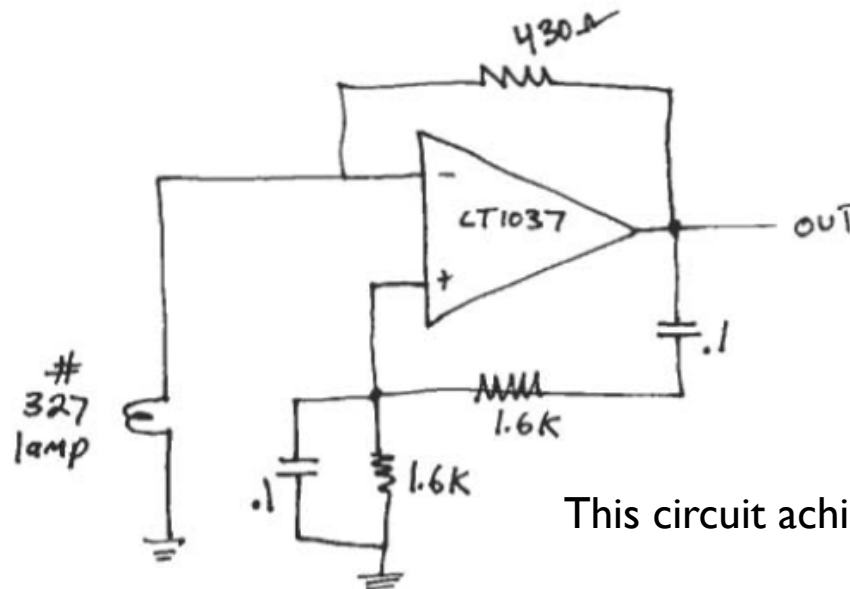 430Ω
-
LT1037
+
OUT
.1
#
327
lamp
1.6K
.1
1.6K
This circuit achi